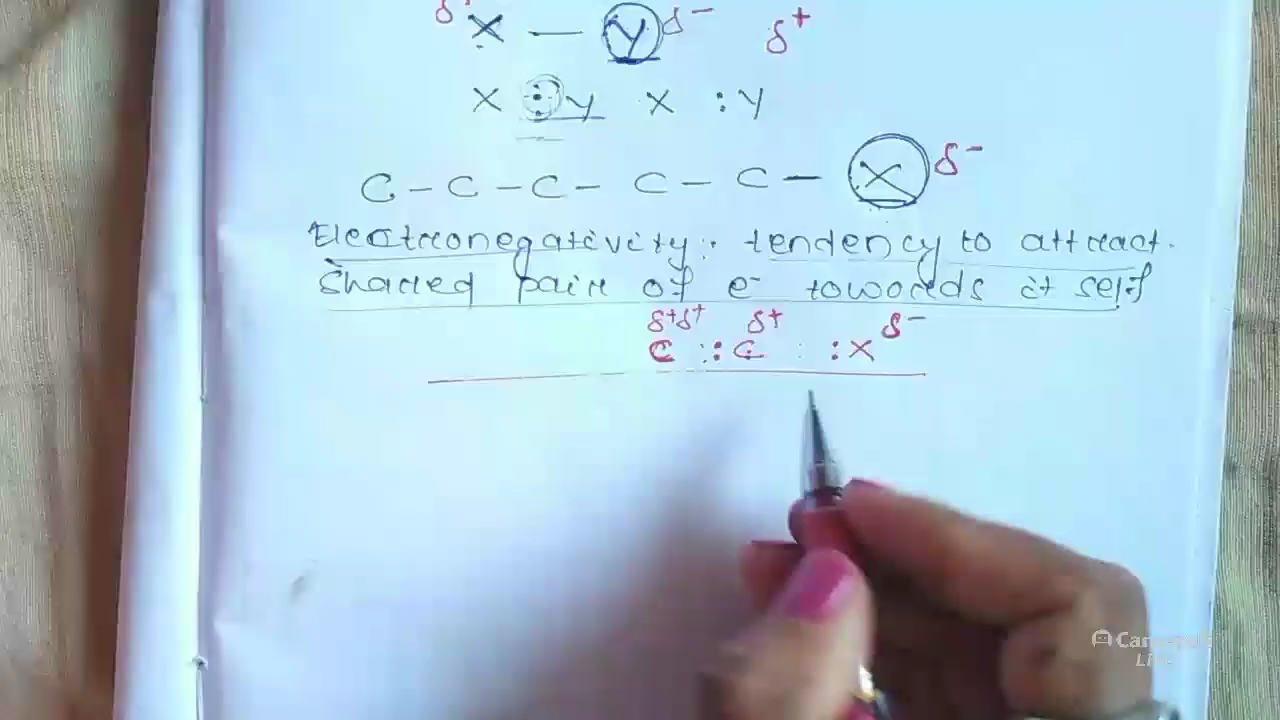 δ+ X — Y δ- δ+
X : Y X : Y
C - C - C - C - C - X δ-
Electronegativity: tendency to attract
Shared pair of e- towards it self
δ+δ+ δ+ δ-
C : C : X